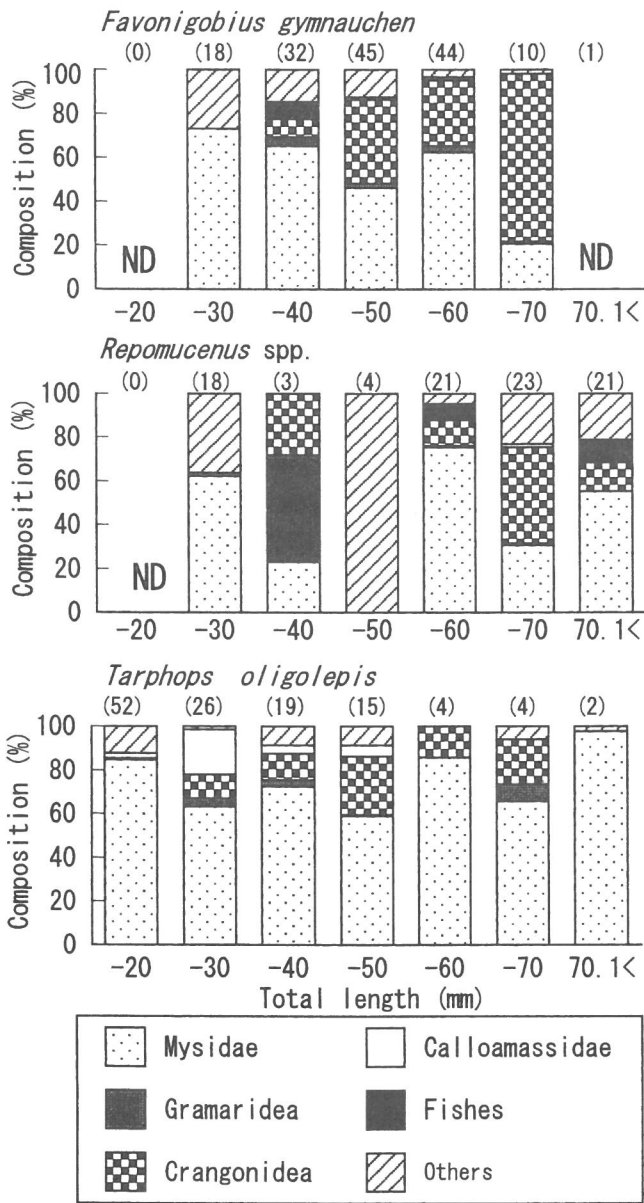 Favonigobius gymnauchen
(0) (18) (32) (45) (44) (10) (1)
100
80
60
40
20
0
Composition (%)
ND
ND
-20 -30 -40 -50 -60 -70 70.1<
Repomucenus spp.
(0) (18) (3) (4) (21) (23) (21)
100
80
60
40
20
0
Composition (%)
ND
-20 -30 -40 -50 -60 -70 70.1<
Tarphops oligolepis
(52) (26) (19) (15) (4) (4) (2)
100
80
60
40
20
0
Composition (%)
-20 -30 -40 -50 -60 -70 70.1<
Total length (mm)
Mysidae Calloamassidae
Gramaridea Fishes
Crangonidea Others